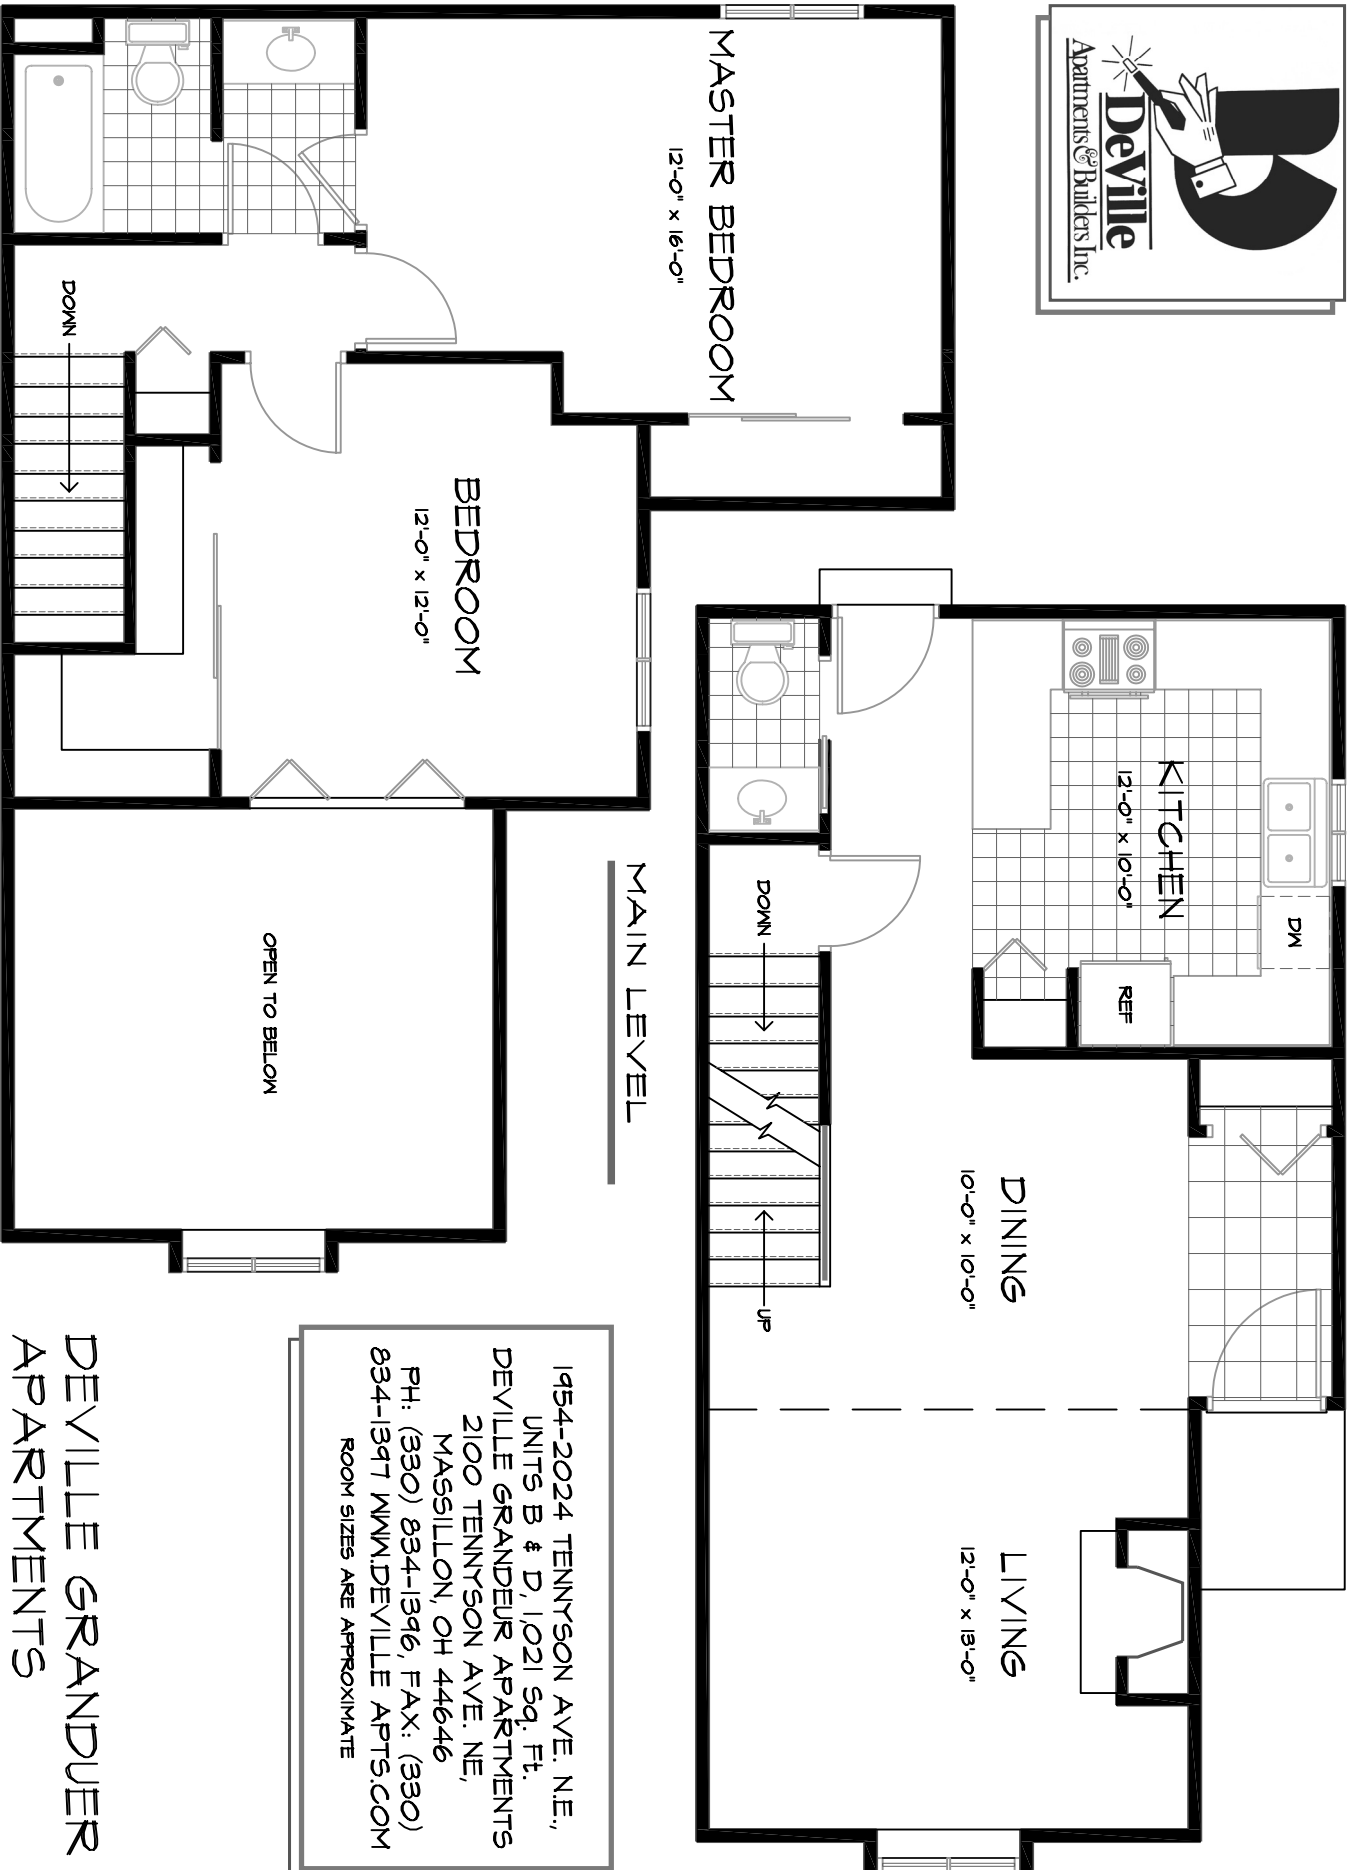 DeVille
Apartments & Builders Inc.
MASTER BEDROOM
12'-0" x 16'-0"
DOWN
BEDROOM
12'-0" x 12'-0"
OPEN TO BELOW
KITCHEN
12'-0" x 10'-0"
DW
REF
DOWN
UP
DINING
10'-0" x 10'-0"
LIVING
12'-0" x 13'-0"
MAIN LEVEL
1954-2024 TENNYSON AVE. N.E.,
UNITS B & D, 1,021 Sq. Ft.
DEVILLE GRANDEUR APARTMENTS
2100 TENNYSON AVE. NE,
MASSILLON, OH 44646
PH: (330) 834-1396, FAX: (330)
834-1397 WWW.DEVILLE APTS.COM
ROOM SIZES ARE APPROXIMATE
DEVILLE GRANDUER
APARTMENTS